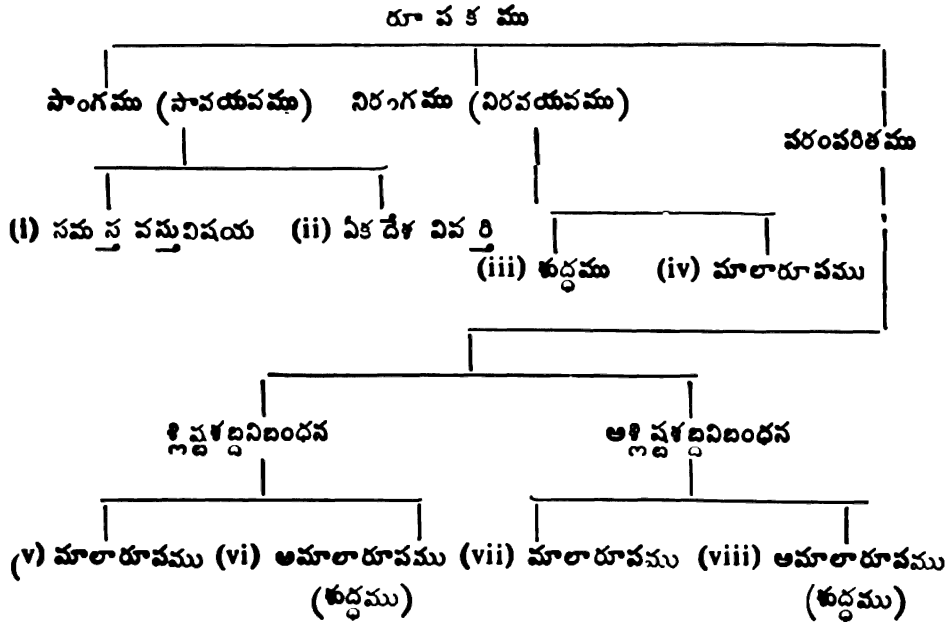 రూపకము
సాంగము (సావయవము) నిరంగము (నిరవయవము)
పరంపరితము
(i) సమస్త వస్తువిషయ (ii) ఏకదేశ వివర్తి
(iii) శుద్ధము (iv) మాలారూపము
శ్లిష్టశబ్దనిబంధన అశ్లిష్టశబ్దనిబంధన
(v) మాలారూపము (vi) అమాలారూపము (vii) మాలారూపము (viii) అమాలారూపము
(శుద్ధము) (శుద్ధము)